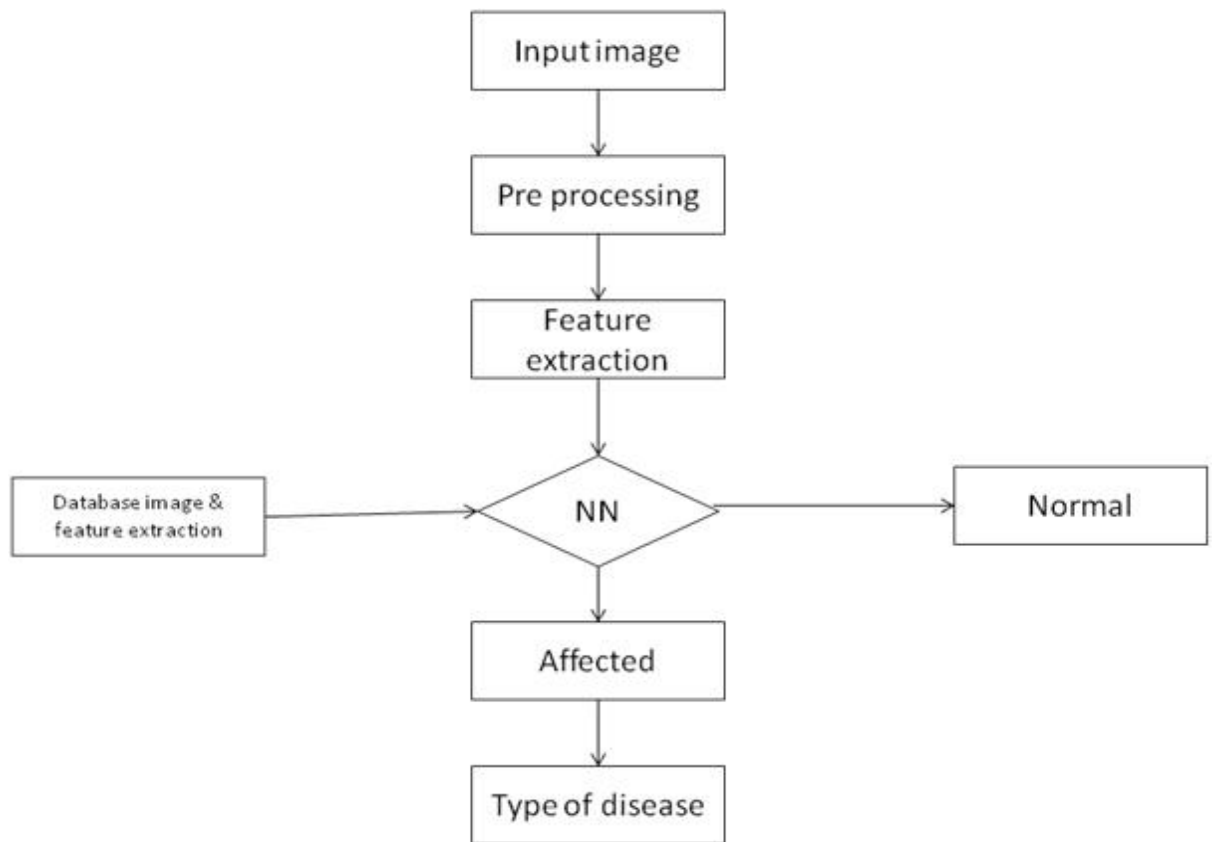 Input image
Pre processing
Feature
extraction
Database image &
feature extraction
NN
Normal
Affected
Type of disease